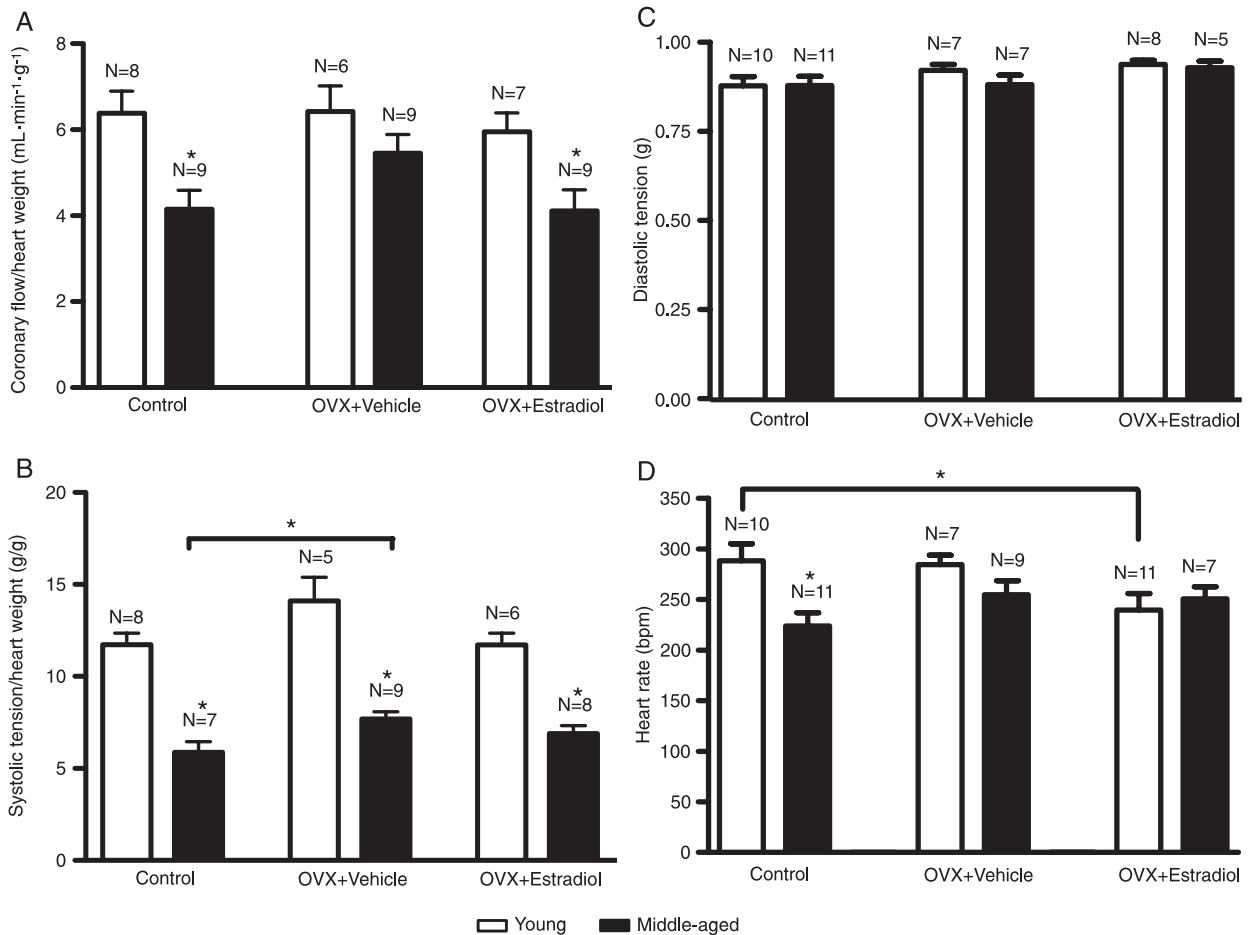 A
Coronary flow/heart weight (mL·min⁻¹·g⁻¹)
8
6
4
2
0
N=8
*
N=9
N=6
N=9
N=7
*
N=9
Control
OVX+Vehicle
OVX+Estradiol
B
Systolic tension/heart weight (g/g)
20
15
10
5
0
*
N=8
*
N=7
N=5
*
N=9
N=6
*
N=8
Control
OVX+Vehicle
OVX+Estradiol
C
Diastolic tension (g)
1.00
0.75
0.50
0.25
0.00
N=10
N=11
N=7
N=7
N=8
N=5
Control
OVX+Vehicle
OVX+Estradiol
D
Heart rate (bpm)
350
300
250
200
150
100
50
0
*
N=10
*
N=11
N=7
N=9
N=11
N=7
Control
OVX+Vehicle
OVX+Estradiol
Young
Middle-aged